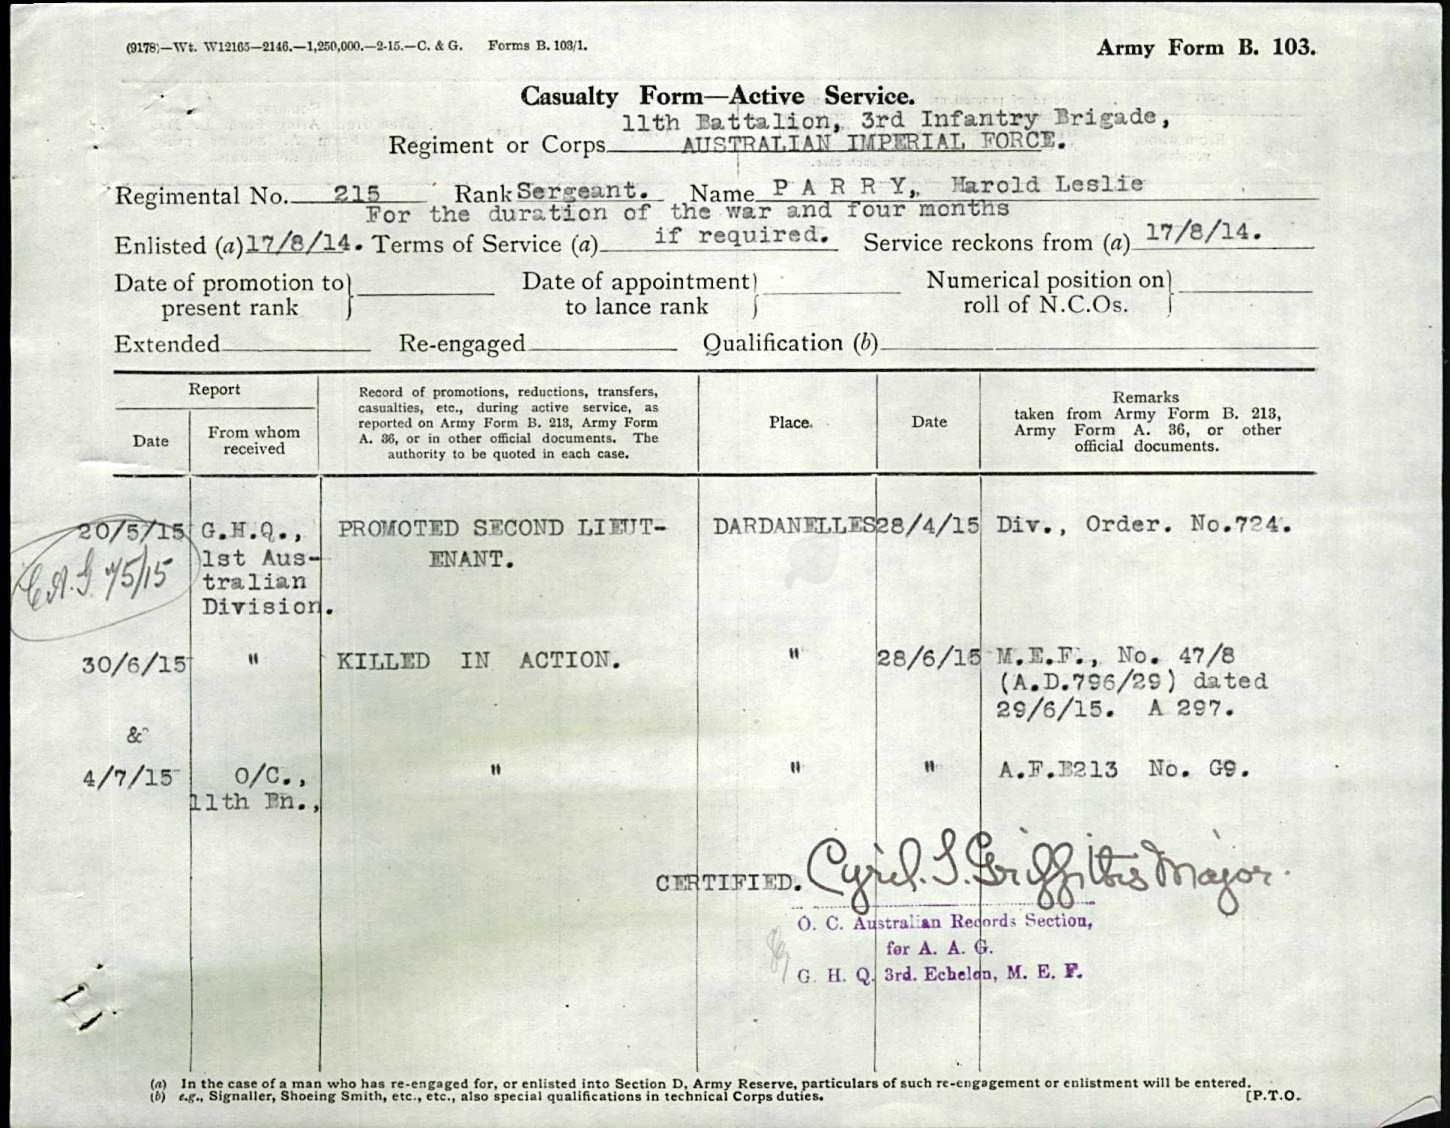 (9178)—Wt. W12165—2146.—1,250,000.—2-15.—C. & G. Forms B. 103/1.
Army Form B. 103.
Casualty Form—Active Service.
11th Battalion, 3rd Infantry Brigade,
Regiment or Corps AUSTRALIAN IMPERIAL FORCE.
Regimental No. 215 Rank Sergeant. Name P A R R Y, Harold Leslie
For the duration of the war and four months
Enlisted (a) 17/8/14. Terms of Service (a) if required. Service reckons from (a) 17/8/14.
Date of promotion to present rank
Date of appointment to lance rank
Numerical position on roll of N.C.Os.
Extended Re-engaged Qualification (b)
Report
Date
From whom received
Record of promotions, reductions, transfers,
casualties, etc., during active service, as
reported on Army Form B. 213, Army Form
A. 36, or in other official documents. The
authority to be quoted in each case.
Place.
Date
Remarks
taken from Army Form B. 213,
Army Form A. 36, or other
official documents.
20/5/15 G.H.Q., PROMOTED SECOND LIEUT- DARDANELLES 28/4/15 Div., Order. No.724.
1st Aus- ENANT.
tralian
Division.
30/6/15 " KILLED IN ACTION. " 28/6/15 M.E.F., No. 47/8
(A.D.796/29) dated
29/6/15. A 297.
&
4/7/15 O/C., " " " A.F.B213 No. G9.
11th Bn.,
CERTIFIED. Cyril. T. Griffiths Major.
O. C. Australian Records Section,
for A. A. G.
G. H. Q. 3rd. Echelon, M. E. F.
(a) In the case of a man who has re-engaged for, or enlisted into Section D, Army Reserve, particulars of such re-engagement or enlistment will be entered.
(b) e.g., Signaller, Shoeing Smith, etc., etc., also special qualifications in technical Corps duties. [P.T.O.